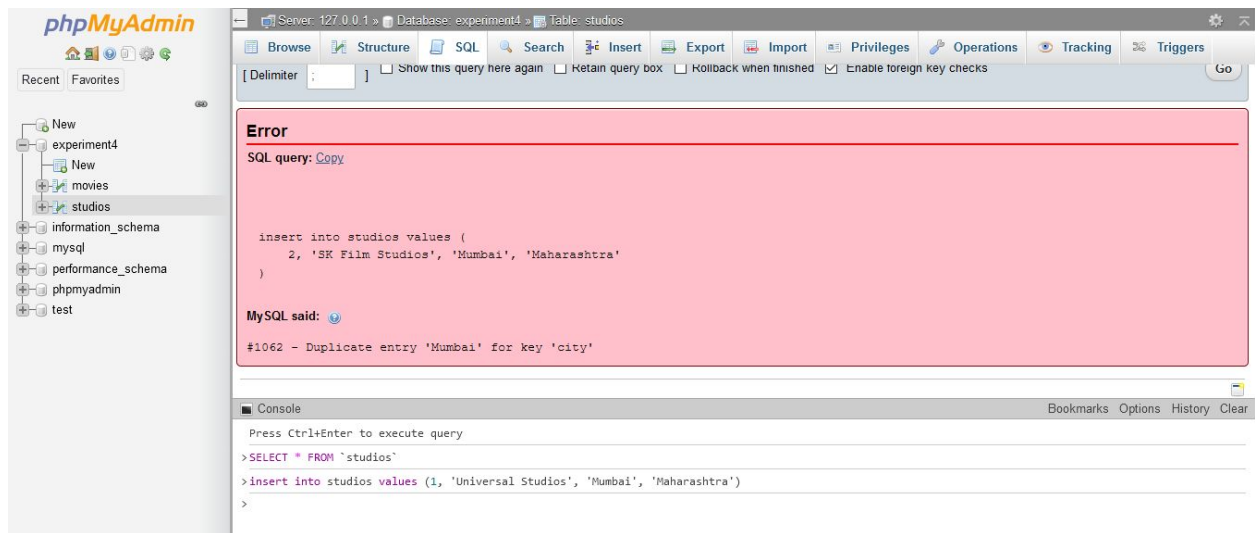 phpMyAdmin
Recent Favorites
New
experiment4
New
movies
studios
information_schema
mysql
performance_schema
phpmyadmin
test
Server: 127.0.0.1 » Database: experiment4 » Table: studios
Browse Structure SQL Search Insert Export Import Privileges Operations Tracking Triggers
[ Delimiter ; ] Show this query here again Retain query box Rollback when finished Enable foreign key checks Go
Error
SQL query: Copy
insert into studios values (
2, 'SK Film Studios', 'Mumbai', 'Maharashtra'
)
MySQL said:
#1062 - Duplicate entry 'Mumbai' for key 'city'
Console Bookmarks Options History Clear
Press Ctrl+Enter to execute query
>SELECT * FROM `studios`
>insert into studios values (1, 'Universal Studios', 'Mumbai', 'Maharashtra')
>